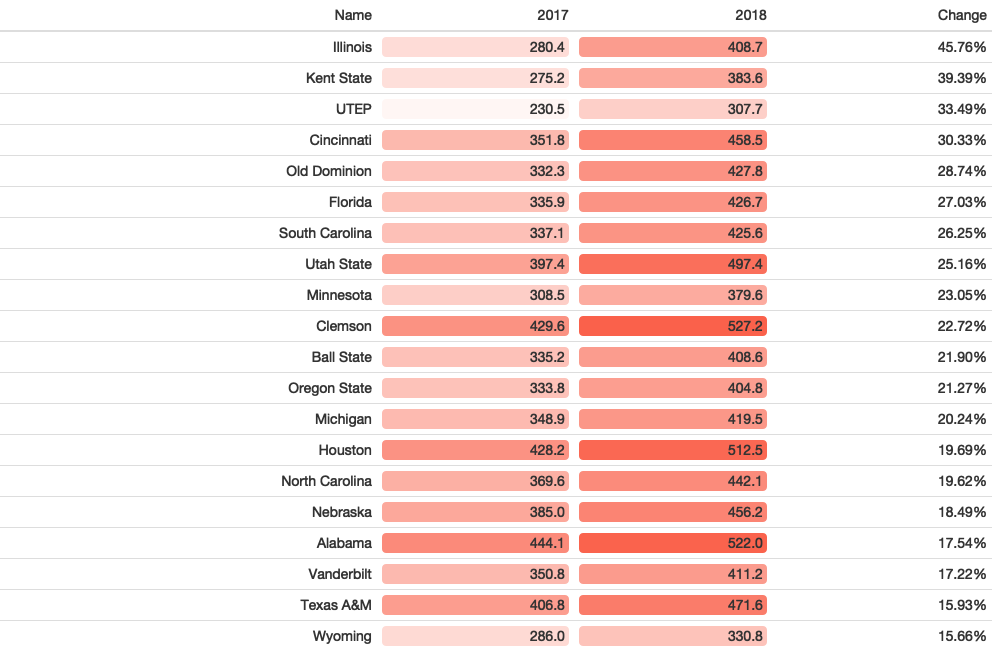 Name 2017 2018 Change
Illinois 280.4 408.7 45.76%
Kent State 275.2 383.6 39.39%
UTEP 230.5 307.7 33.49%
Cincinnati 351.8 458.5 30.33%
Old Dominion 332.3 427.8 28.74%
Florida 335.9 426.7 27.03%
South Carolina 337.1 425.6 26.25%
Utah State 397.4 497.4 25.16%
Minnesota 308.5 379.6 23.05%
Clemson 429.6 527.2 22.72%
Ball State 335.2 408.6 21.90%
Oregon State 333.8 404.8 21.27%
Michigan 348.9 419.5 20.24%
Houston 428.2 512.5 19.69%
North Carolina 369.6 442.1 19.62%
Nebraska 385.0 456.2 18.49%
Alabama 444.1 522.0 17.54%
Vanderbilt 350.8 411.2 17.22%
Texas A&M 406.8 471.6 15.93%
Wyoming 286.0 330.8 15.66%